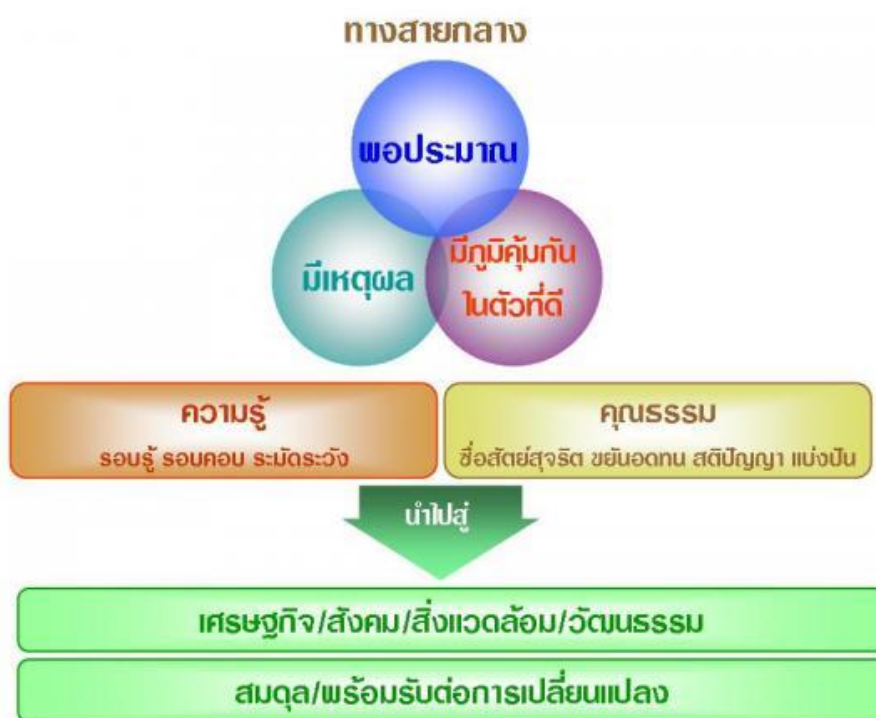 ทางสายกลาง
พอประมาณ
มีเหตุผล
มีภูมิคุ้มกัน
ในตัวที่ดี
ความรู้
รอบรู้ รอบคอบ ระมัดระวัง
คุณธรรม
ซื่อสัตย์สุจริต ขยันอดทน สติปัญญา แบ่งปัน
นำไปสู่
เศรษฐกิจ/สังคม/สิ่งแวดล้อม/วัฒนธรรม
สมดุล/พร้อมรับต่อการเปลี่ยนแปลง